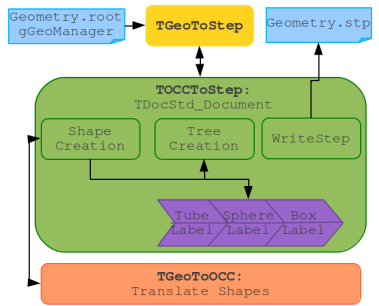 Geometry.root
gGeoManager
TGeoToStep
Geometry.stp
TOCCToStep:
TDocStd_Document
Shape
Creation
Tree
Creation
WriteStep
Tube Sphere Box
Label Label Label
TGeoToOCC:
Translate Shapes